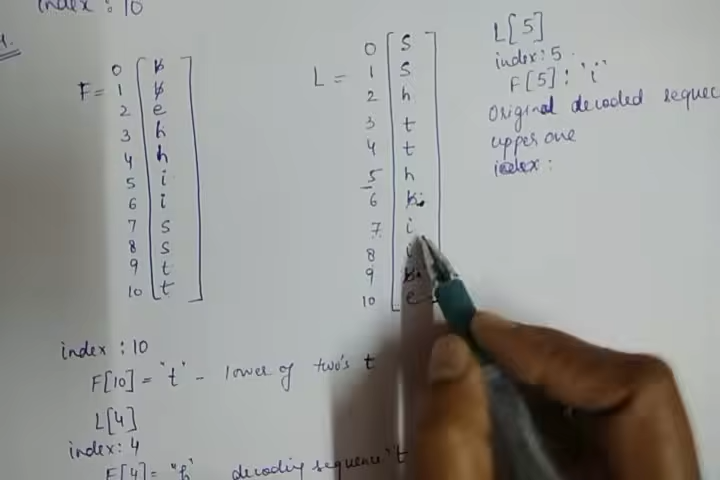 index : 10
F =
0 ƀ
1 ƀ
2 e
3 h
4 h
5 i
6 i
7 s
8 s
9 t
10 t
L =
0 s
1 s
2 h
3 t
4 t
5 h
6 ƀ
7 i
8 i
9 ƀ
10 e
L[5]
index: 5
F[5] : "i"
Original decoded sequec
upper one
index :
index : 10
F[10] = "t" - lower of two's t
L[4]
index: 4
F[4] = "h" decoding sequence "t